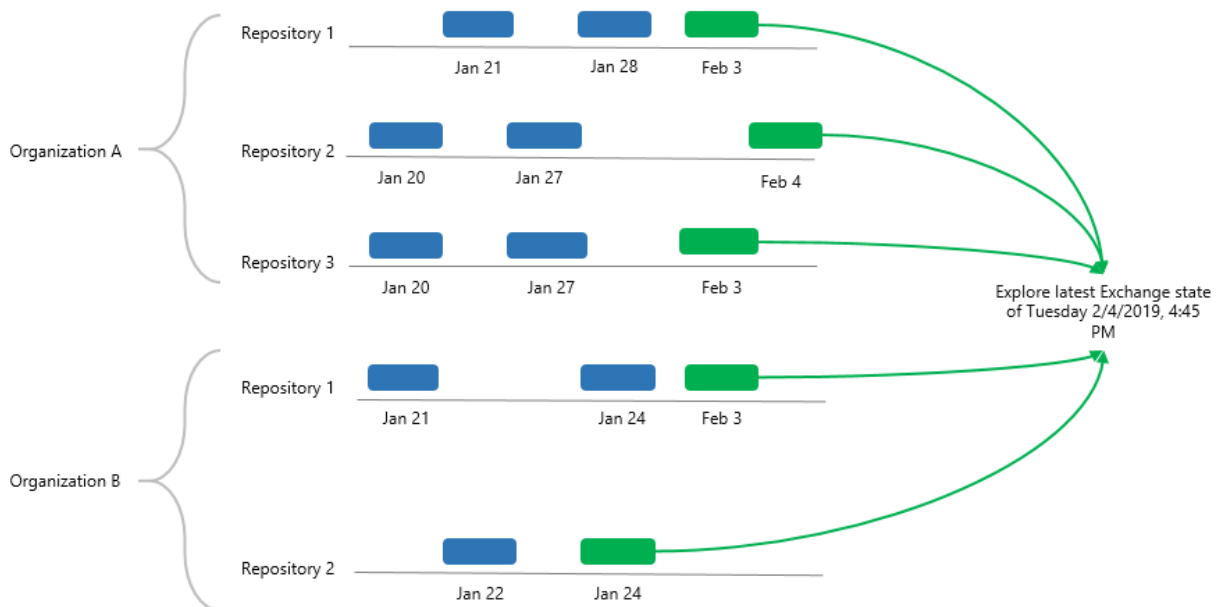 Organization A
Repository 1
Jan 21
Jan 28
Feb 3
Repository 2
Jan 20
Jan 27
Feb 4
Repository 3
Jan 20
Jan 27
Feb 3
Explore latest Exchange state
of Tuesday 2/4/2019, 4:45
PM
Organization B
Repository 1
Jan 21
Jan 24
Feb 3
Repository 2
Jan 22
Jan 24